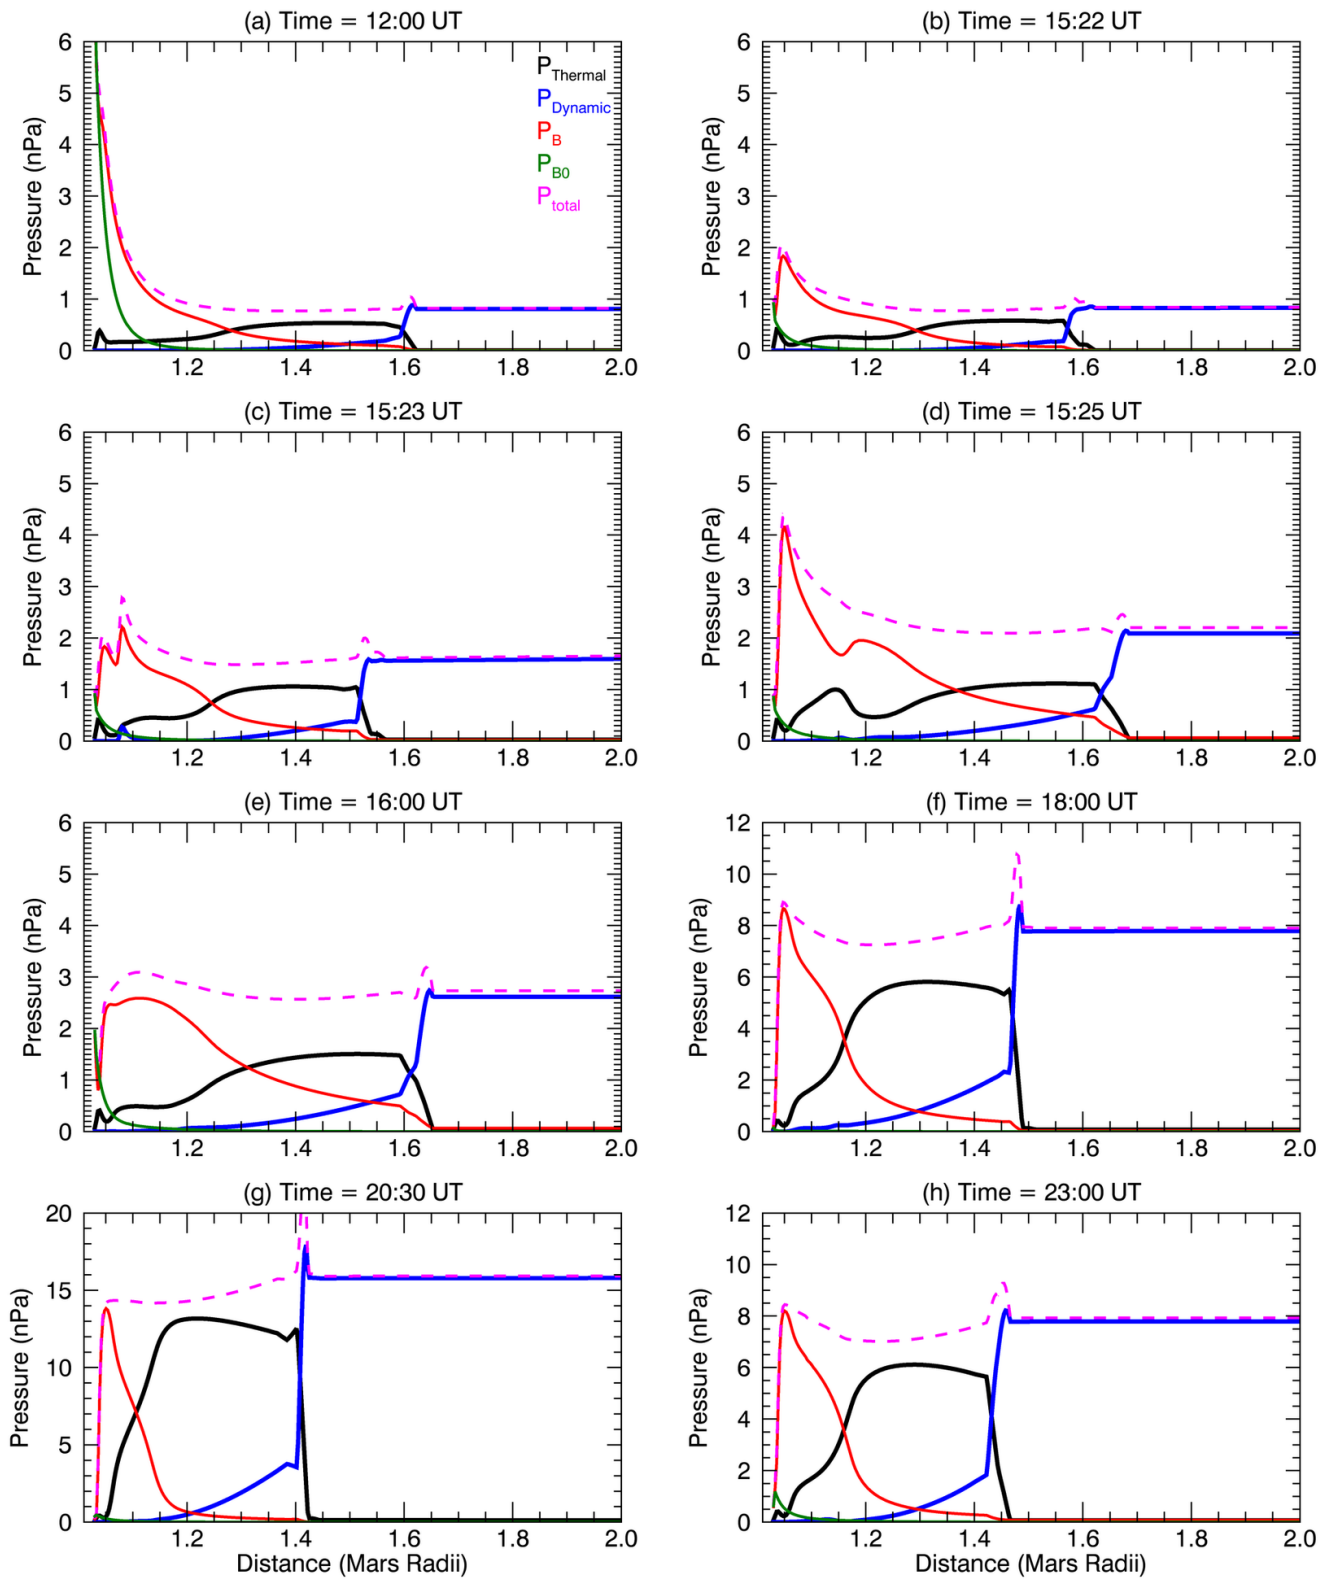 (a) Time = 12:00 UT
Pressure (nPa)
6
5
4
3
2
1
0
P_Thermal
P_Dynamic
P_B
P_B0
P_total
1.2 1.4 1.6 1.8 2.0
(b) Time = 15:22 UT
Pressure (nPa)
6
5
4
3
2
1
0
1.2 1.4 1.6 1.8 2.0
(c) Time = 15:23 UT
Pressure (nPa)
6
5
4
3
2
1
0
1.2 1.4 1.6 1.8 2.0
(d) Time = 15:25 UT
Pressure (nPa)
6
5
4
3
2
1
0
1.2 1.4 1.6 1.8 2.0
(e) Time = 16:00 UT
Pressure (nPa)
6
5
4
3
2
1
0
1.2 1.4 1.6 1.8 2.0
(f) Time = 18:00 UT
Pressure (nPa)
12
10
8
6
4
2
0
1.2 1.4 1.6 1.8 2.0
(g) Time = 20:30 UT
Pressure (nPa)
20
15
10
5
0
1.2 1.4 1.6 1.8 2.0
Distance (Mars Radii)
(h) Time = 23:00 UT
Pressure (nPa)
12
10
8
6
4
2
0
1.2 1.4 1.6 1.8 2.0
Distance (Mars Radii)